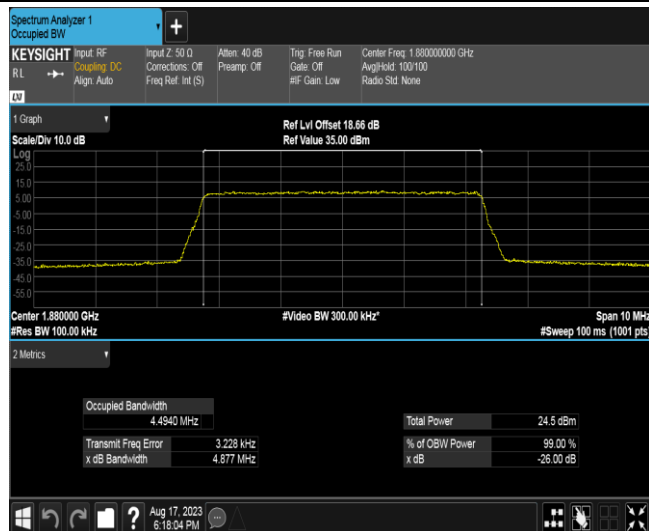 Spectrum Analyzer 1
Occupied BW
+
KEYSIGHT
RL
LXI
Input: RF
Coupling: DC
Align: Auto
Input Z: 50 Ω
Corrections: Off
Freq Ref: Int (S)
Atten: 40 dB
Preamp: Off
Trig: Free Run
Gate: Off
#IF Gain: Low
Center Freq: 1.880000000 GHz
Avg|Hold: 100/100
Radio Std: None
1 Graph
Scale/Div 10.0 dB
Ref Lvl Offset 18.66 dB
Ref Value 35.00 dBm
Log
25.0
15.0
5.00
-5.00
-15.0
-25.0
-35.0
-45.0
-55.0
Center 1.880000 GHz
#Video BW 300.00 kHz*
Span 10 MHz
#Res BW 100.00 kHz
#Sweep 100 ms (1001 pts)
2 Metrics
Occupied Bandwidth
4.4940 MHz
Total Power 24.5 dBm
Transmit Freq Error 3.228 kHz
% of OBW Power 99.00 %
x dB Bandwidth 4.877 MHz
x dB -26.00 dB
?
Aug 17, 2023
6:18:04 PM